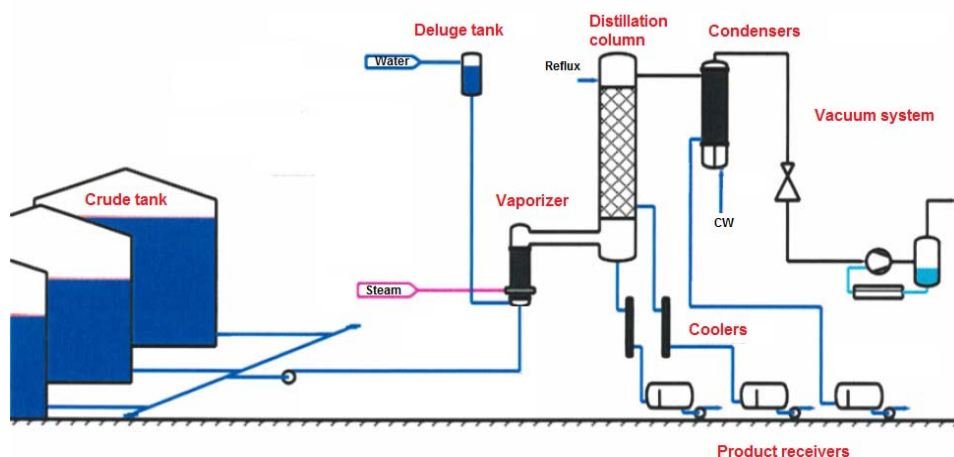 Distillation
column
Deluge tank
Condensers
Water
Reflux
Vacuum system
Crude tank
Vaporizer
CW
Steam
Coolers
Product receivers